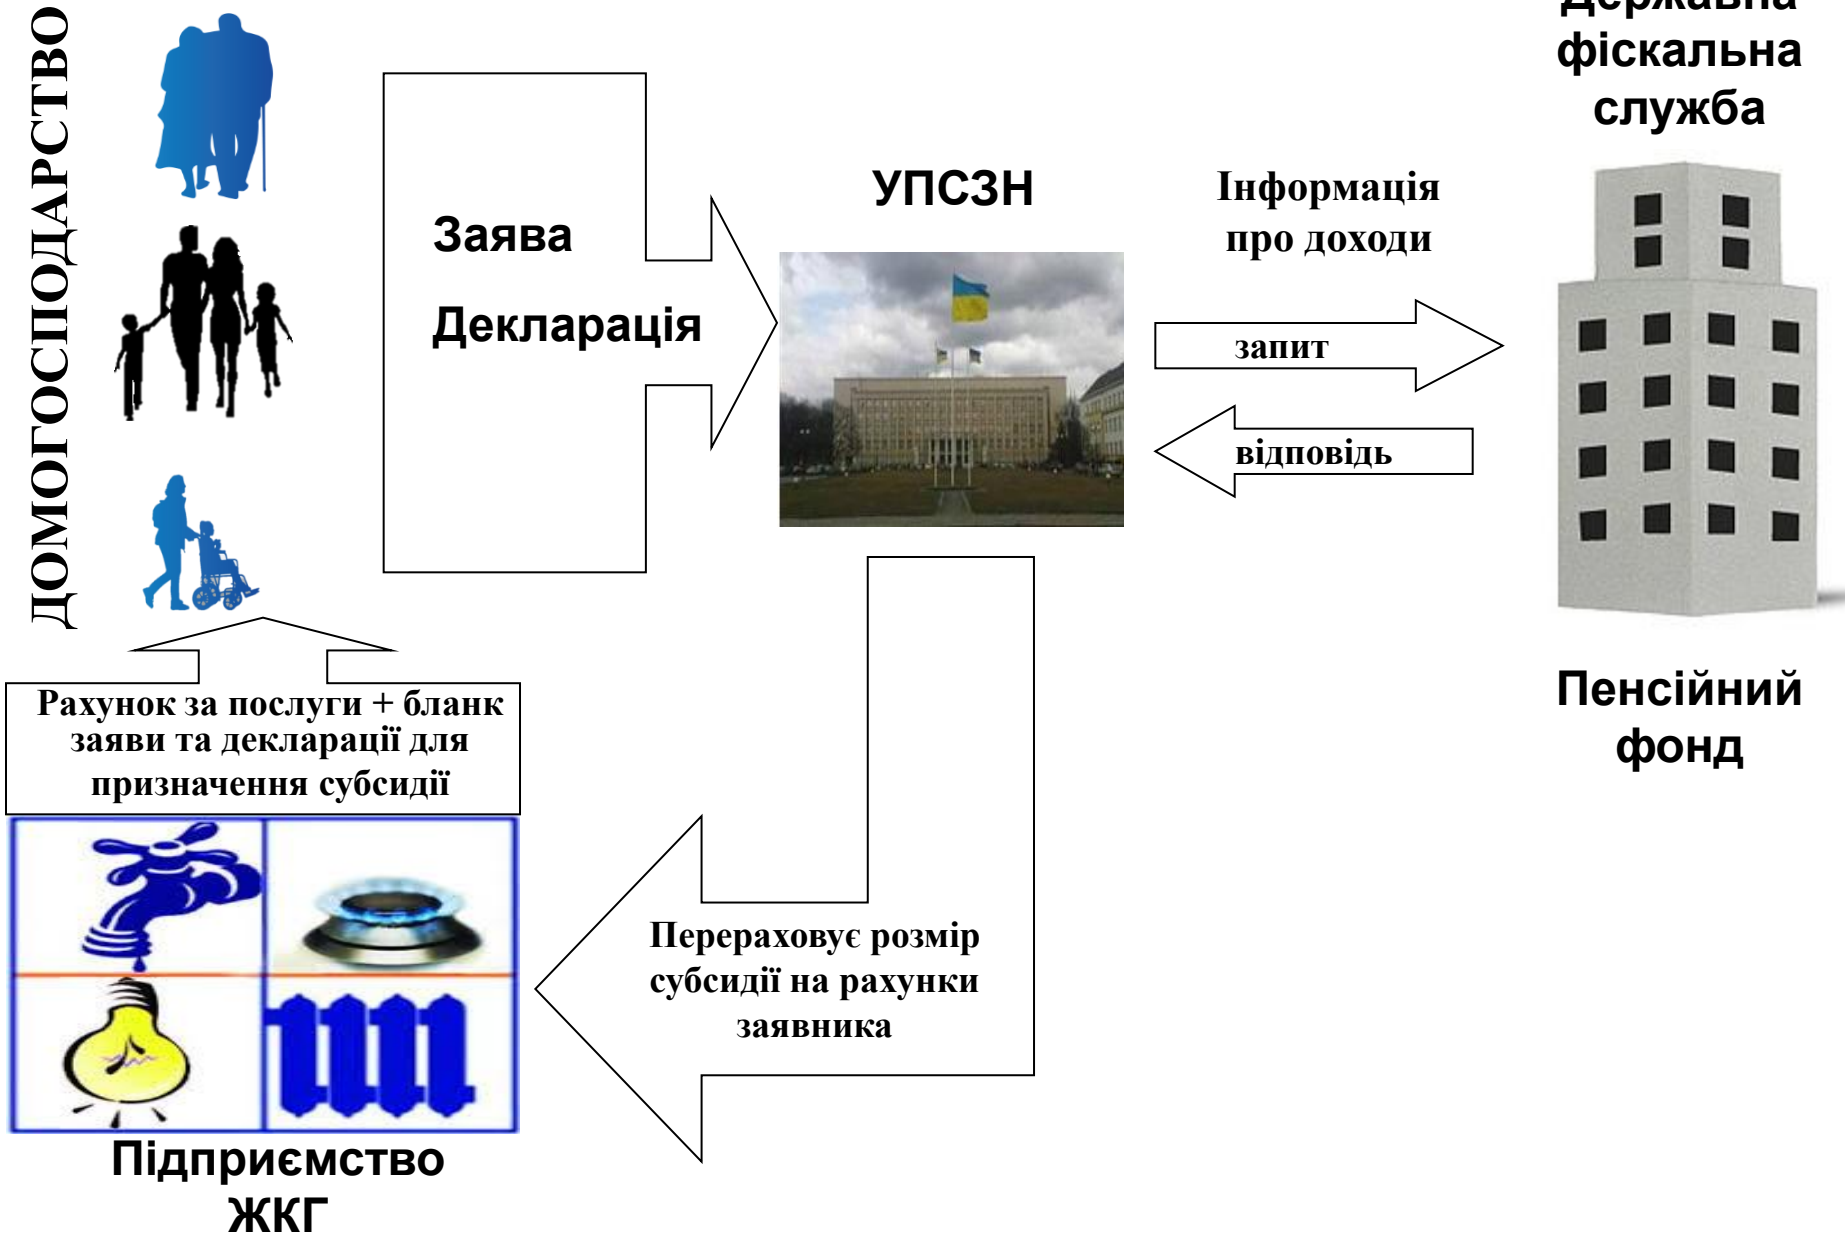 ДОМОГОСПОДАРСТВО
Заява
Декларація
УПСЗН
Інформація
про доходи
запит
відповідь
Державна
фіскальна
служба
Пенсійний
фонд
Рахунок за послуги + бланк
заяви та декларації для
призначення субсидії
Перераховує розмір
субсидії на рахунки
заявника
Підприємство
ЖКГ